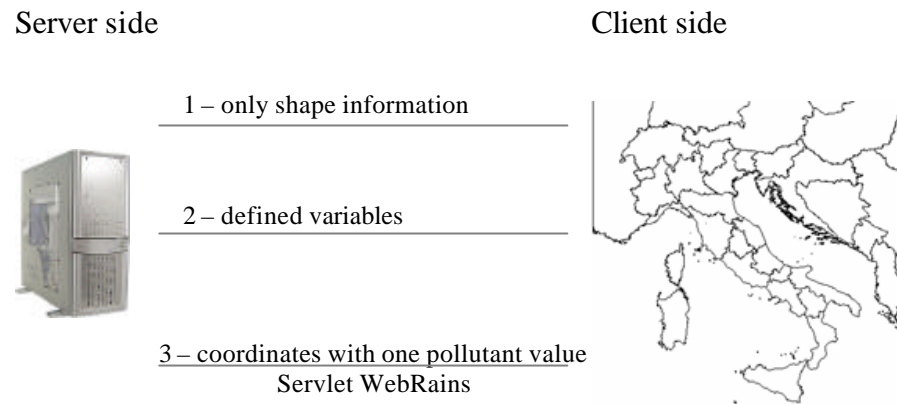 Server side
Client side
1 – only shape information
2 – defined variables
3 – coordinates with one pollutant value
Servlet WebRains